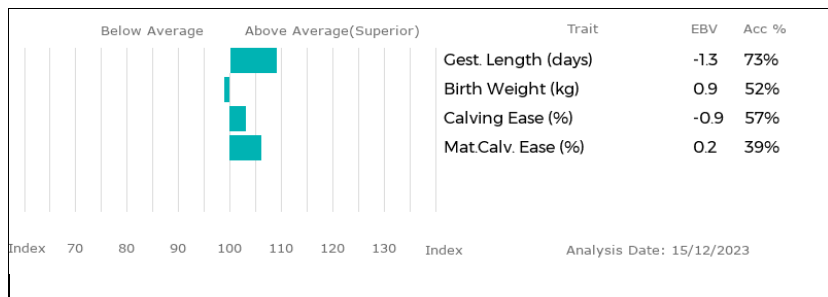 Below Average Above Average(Superior) Trait EBV Acc %
Gest. Length (days) -1.3 73%
Birth Weight (kg) 0.9 52%
Calving Ease (%) -0.9 57%
Mat.Calv. Ease (%) 0.2 39%
Index 70 80 90 100 110 120 130 Index Analysis Date: 15/12/2023